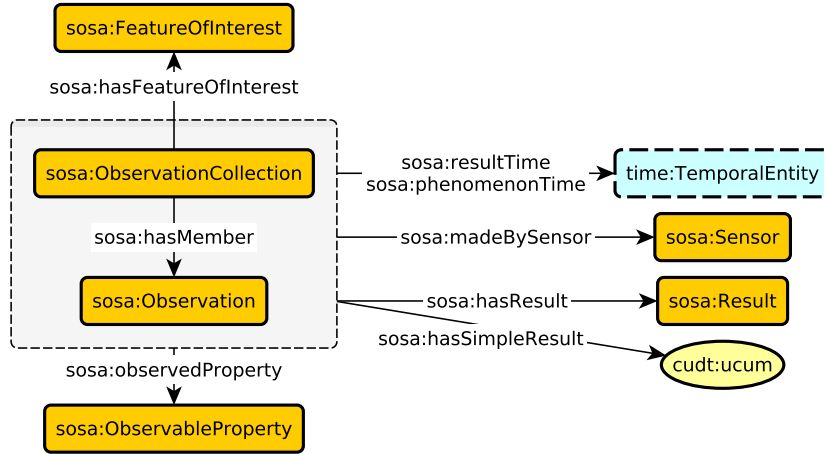 sosa:FeatureOfInterest
sosa:hasFeatureOfInterest
sosa:ObservationCollection
sosa:resultTime
sosa:phenomenonTime
time:TemporalEntity
sosa:hasMember
sosa:madeBySensor
sosa:Sensor
sosa:Observation
sosa:hasResult
sosa:Result
sosa:hasSimpleResult
cudt:ucum
sosa:observedProperty
sosa:ObservableProperty